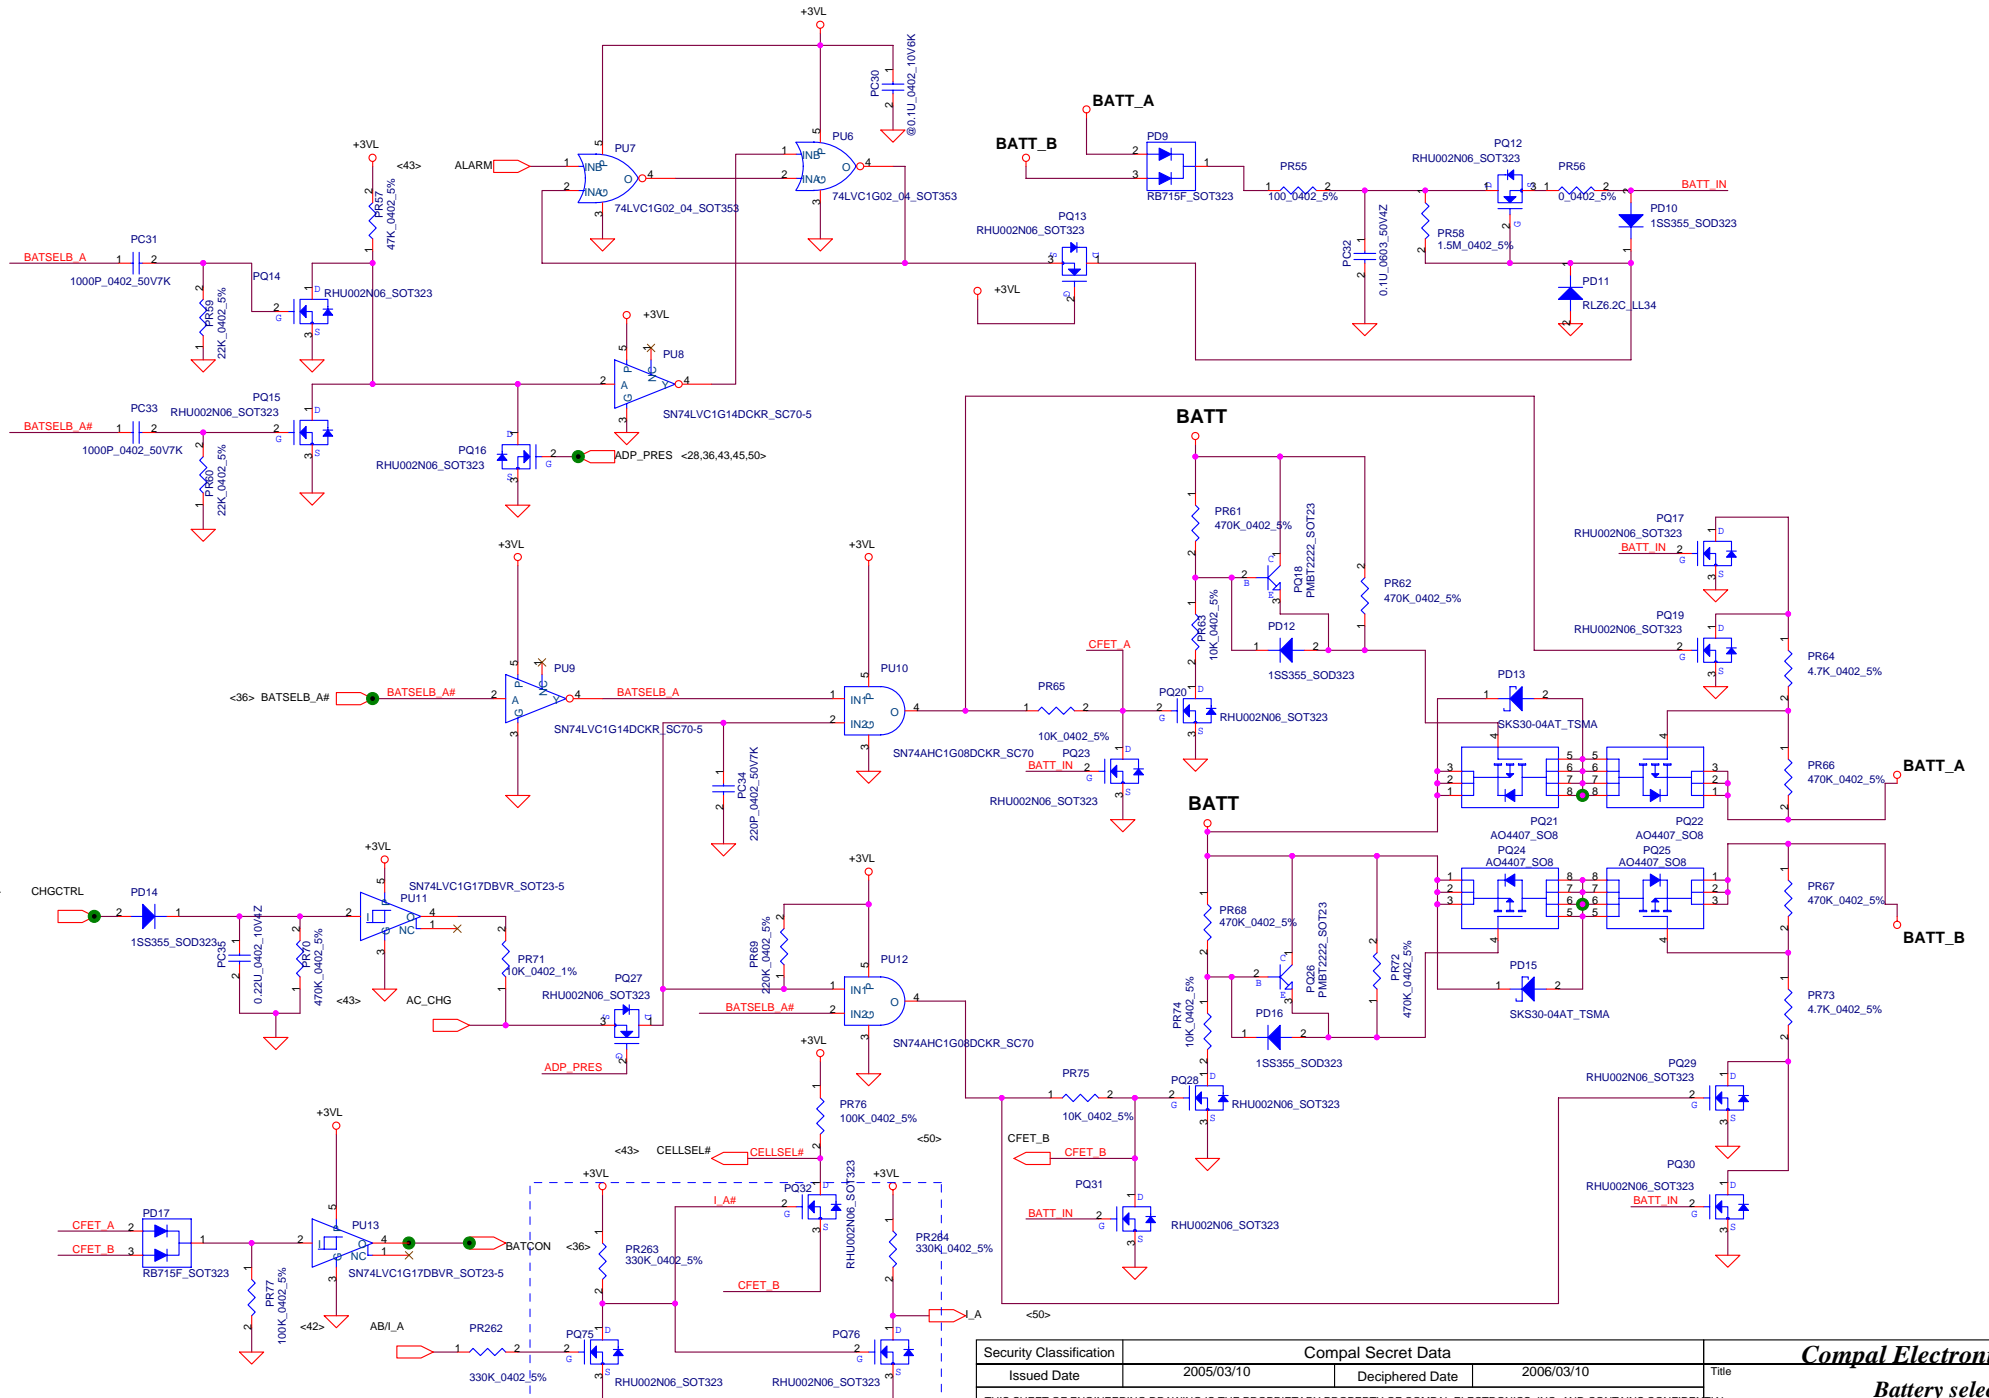 +3VL
PC30
@0.1U_0402_10V6K
PU7
PU6
ALARM
INB
INA
O
74LVC1G02_04_SOT353
INB
INA
O
74LVC1G02_04_SOT353
BATT_A
BATT_B
PD9
RB715F_SOT323
PR55
100_0402_5%
PQ12
RHU002N06_SOT323
PR56
0_0402_5%
BATT_IN
PD10
1SS355_SOD323
PR58
1.5M_0402_5%
PC32
0.1U_0603_50V4Z
PD11
RLZ6.2C_LL34
PQ13
RHU002N06_SOT323
+3VL
+3VL
<43>
PR57
47K_0402_5%
BATSELB_A
PC31
1000P_0402_50V7K
PR59
22K_0402_5%
PQ14
RHU002N06_SOT323
BATSELB_A#
PC33
1000P_0402_50V7K
PR60
22K_0402_5%
PQ15
RHU002N06_SOT323
+3VL
PU8
SN74LVC1G14DCKR_SC70-5
PQ16
RHU002N06_SOT323
ADP_PRES <28,36,43,45,50>
BATT
PR61
470K_0402_5%
PQ18
PMBT2222_SOT23
PR62
470K_0402_5%
PR63
10K_0402_5%
PD12
1SS355_SOD323
PQ17
RHU002N06_SOT323
BATT_IN
PQ19
RHU002N06_SOT323
PR64
4.7K_0402_5%
+3VL
PU9
<36> BATSELB_A#
BATSELB_A#
BATSELB_A
SN74LVC1G14DCKR_SC70-5
+3VL
PU10
IN1
IN2
O
SN74AHC1G08DCKR_SC70
PC34
220P_0402_50V7K
CFET_A
PR65
10K_0402_5%
PQ20
RHU002N06_SOT323
PQ23
BATT_IN
RHU002N06_SOT323
PD13
SKS30-04AT_TSMA
PR66
470K_0402_5%
BATT_A
PQ21
AO4407_SO8
PQ22
AO4407_SO8
BATT
PQ24
AO4407_SO8
PQ25
AO4407_SO8
PR67
470K_0402_5%
BATT_B
PR68
470K_0402_5%
PQ26
PMBT2222_SOT23
PR72
470K_0402_5%
PD15
SKS30-04AT_TSMA
PR73
4.7K_0402_5%
PR74
10K_0402_5%
PD16
1SS355_SOD323
CHGCTRL
PD14
1SS355_SOD323
PC35
0.22U_0402_10V4Z
PR70
470K_0402_5%
+3VL
SN74LVC1G17DBVR_SOT23-5
PU11
NC
PR71
10K_0402_1%
<43>
AC_CHG
PQ27
RHU002N06_SOT323
ADP_PRES
+3VL
PR69
220K_0402_5%
PU12
IN1
IN2
O
BATSELB_A#
SN74AHC1G08DCKR_SC70
PR75
10K_0402_5%
PQ28
RHU002N06_SOT323
PQ29
RHU002N06_SOT323
+3VL
PR76
100K_0402_5%
<43> CELLSEL#
CELLSEL#
<50>
CFET_B
CFET_B
PQ31
BATT_IN
RHU002N06_SOT323
PQ30
RHU002N06_SOT323
BATT_IN
+3VL
PD17
CFET_A
CFET_B
RB715F_SOT323
PU13
NC
SN74LVC1G17DBVR_SOT23-5
PR77
100K_0402_5%
BATCON
<36>
+3VL
I_A#
PQ32
RHU002N06_SOT323
+3VL
PR263
330K_0402_5%
PR264
330K_0402_5%
CFET_B
I_A
<50>
<42>
AB/I_A
PR262
330K_0402_5%
PQ75
RHU002N06_SOT323
PQ76
RHU002N06_SOT323
Security Classification
Compal Secret Data
Issued Date
2005/03/10
Deciphered Date
2006/03/10
Title
Compal Electroni
Battery selec